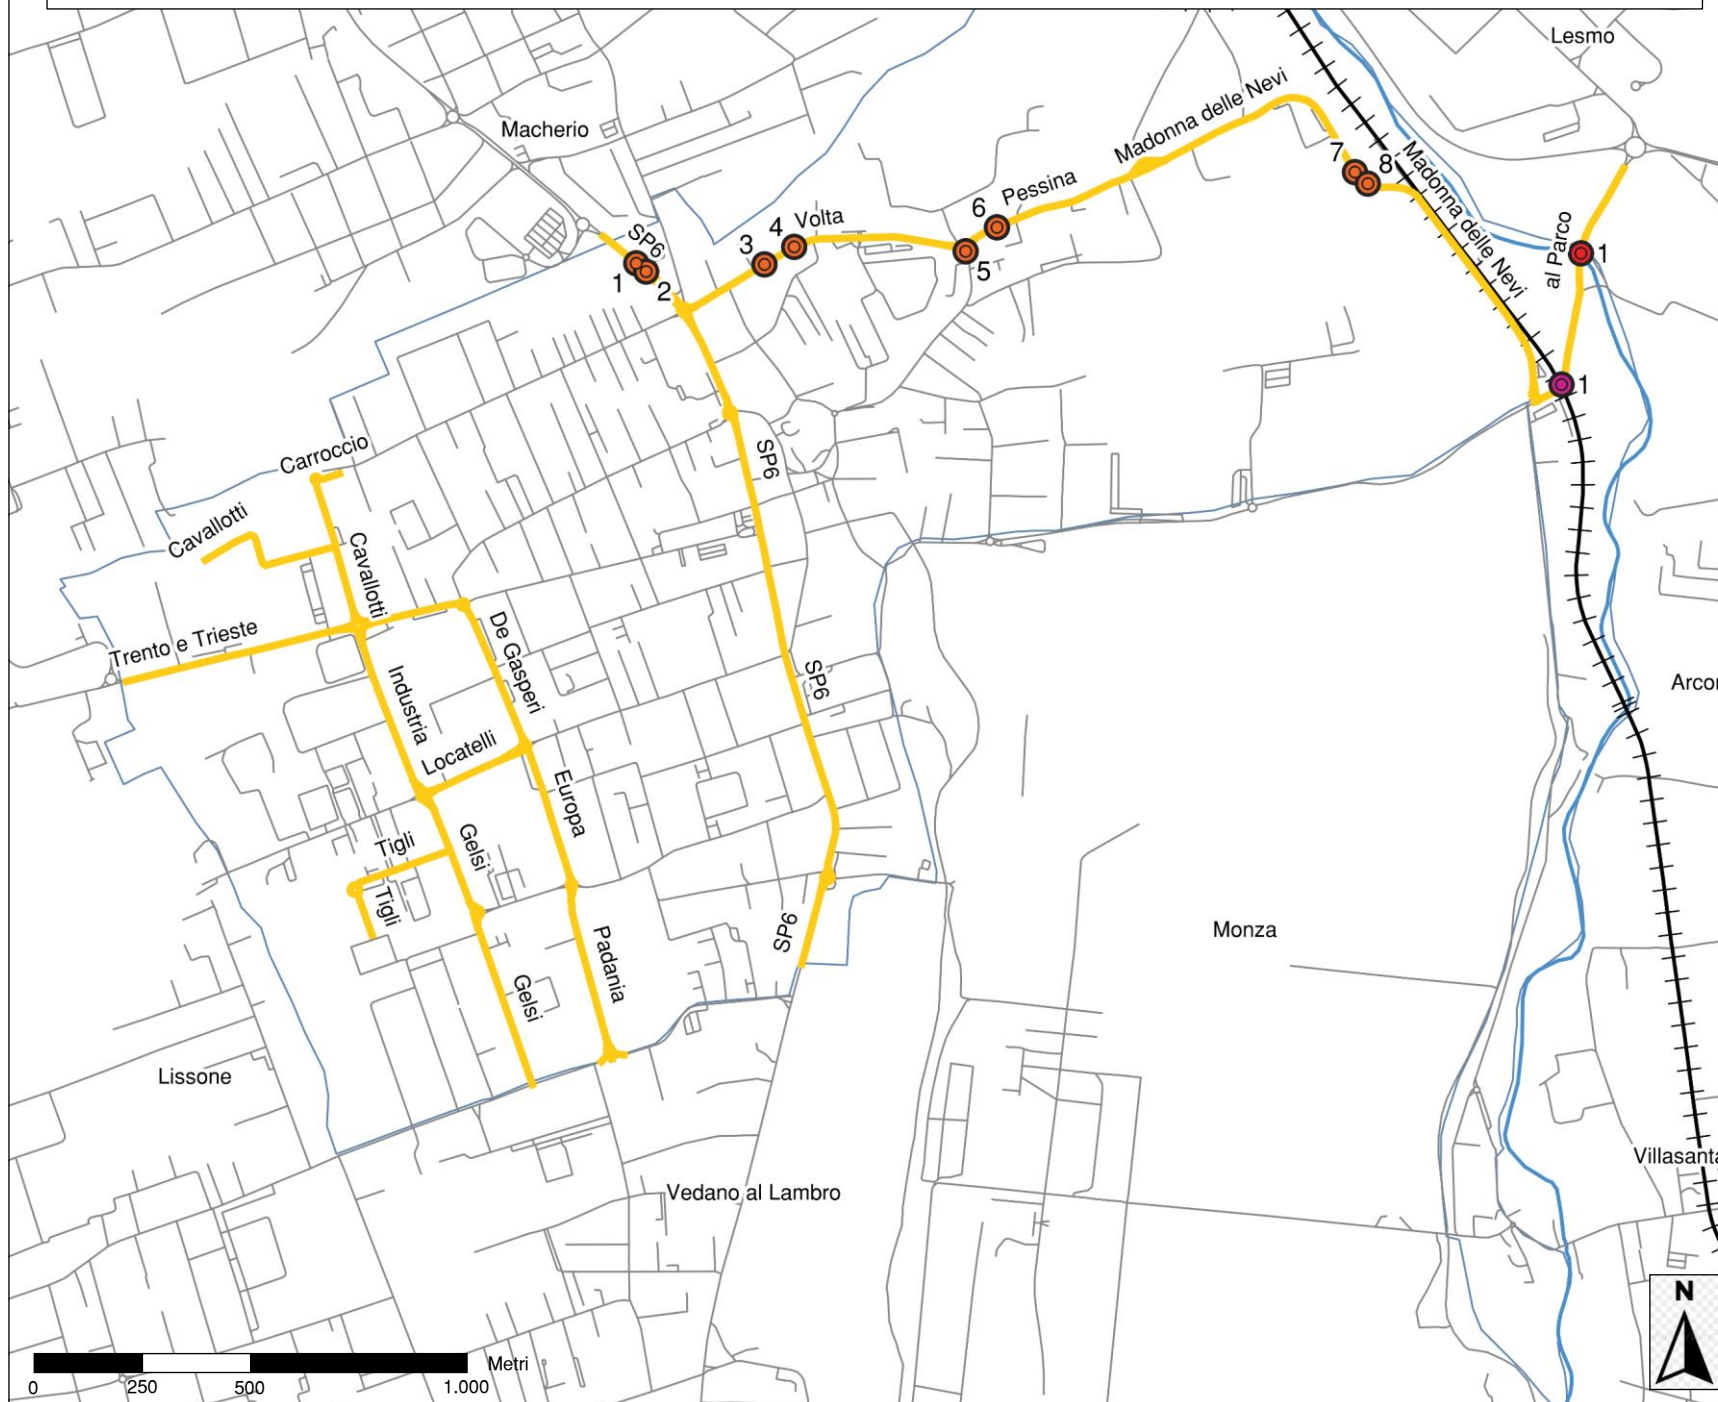 Lesmo
Macherio
Madonna delle Nevi
7
8
Madonna delle Nevi
Pessina
6
5
Volta
4
3
SP6
1
2
al Parco
1
1
SP6
Carroccio
Cavallotti
Cavallotti
Trento e Trieste
De Gasperi
Industria
Locatelli
SP6
Arcor
Europa
Gelsi
Tigli
Tigli
SP6
Padania
Gelsi
Monza
Lissone
Villasanta
Vedano al Lambro
N
Metri
0 250 500 1.000